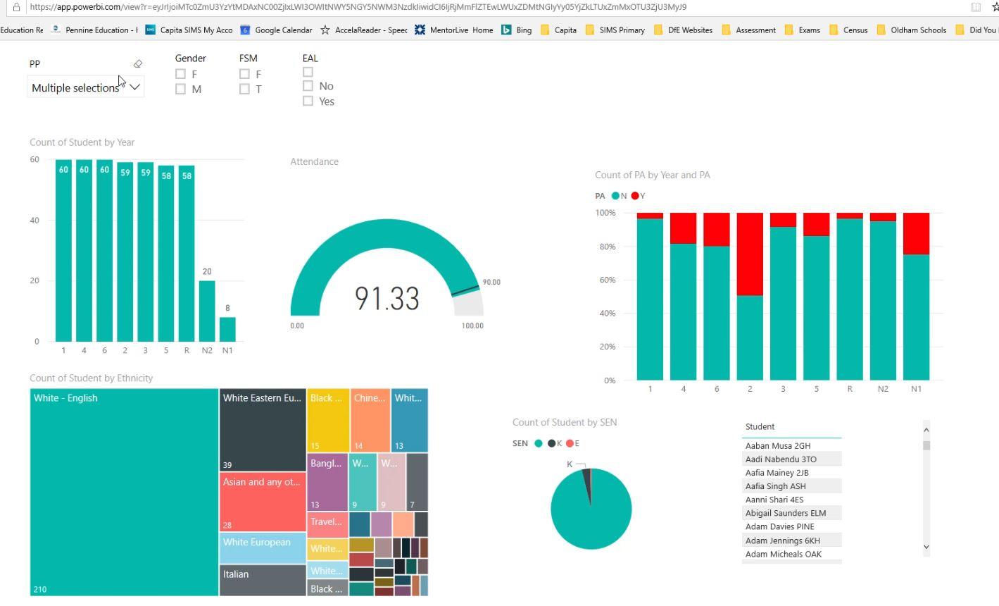 https://app.powerbi.com/view?r=eyJrIjoiMTc0ZmU3YzYtMDAxNC00ZjIxLWI3OWItNWY5NGY5NWM3NzdkIiwidCI6IjRjMmFlZTEwLWUxZDMtNGIyYy05YjZkLTUxZmMxOTU3ZjU3MyJ9
Education Re Pennine Education - H Capita SIMS My Acco 6 Google Calendar AccelaReader - Speec MentorLive Home Bing Capita SIMS Primary DfE Websites Assessment Exams Census Oldham Schools Did You
PP
Multiple selections
Gender
F
M
FSM
F
T
EAL
No
Yes
Count of Student by Year
60
40
20
0
60 60 60 59 59 58 58 20 8
1 4 6 2 3 5 R N2 N1
Attendance
91.33
90.00
0.00 100.00
Count of PA by Year and PA
PA N Y
100%
80%
60%
40%
20%
0%
1 4 6 2 3 5 R N2 N1
Count of Student by Ethnicity
White - English
210
White Eastern Eu...
39
Asian and any ot...
28
White European
Italian
Black ...
15
Chine...
14
Whit...
13
Bangl...
13
W...
9
W...
9
7
Travel...
White...
White...
Black ...
Count of Student by SEN
SEN K E
K
Student
Aaban Musa 2GH
Aadi Nabendu 3TO
Aafia Mainey 2JB
Aafia Singh ASH
Aanni Shari 4ES
Abigail Saunders ELM
Adam Davies PINE
Adam Jennings 6KH
Adam Micheals OAK